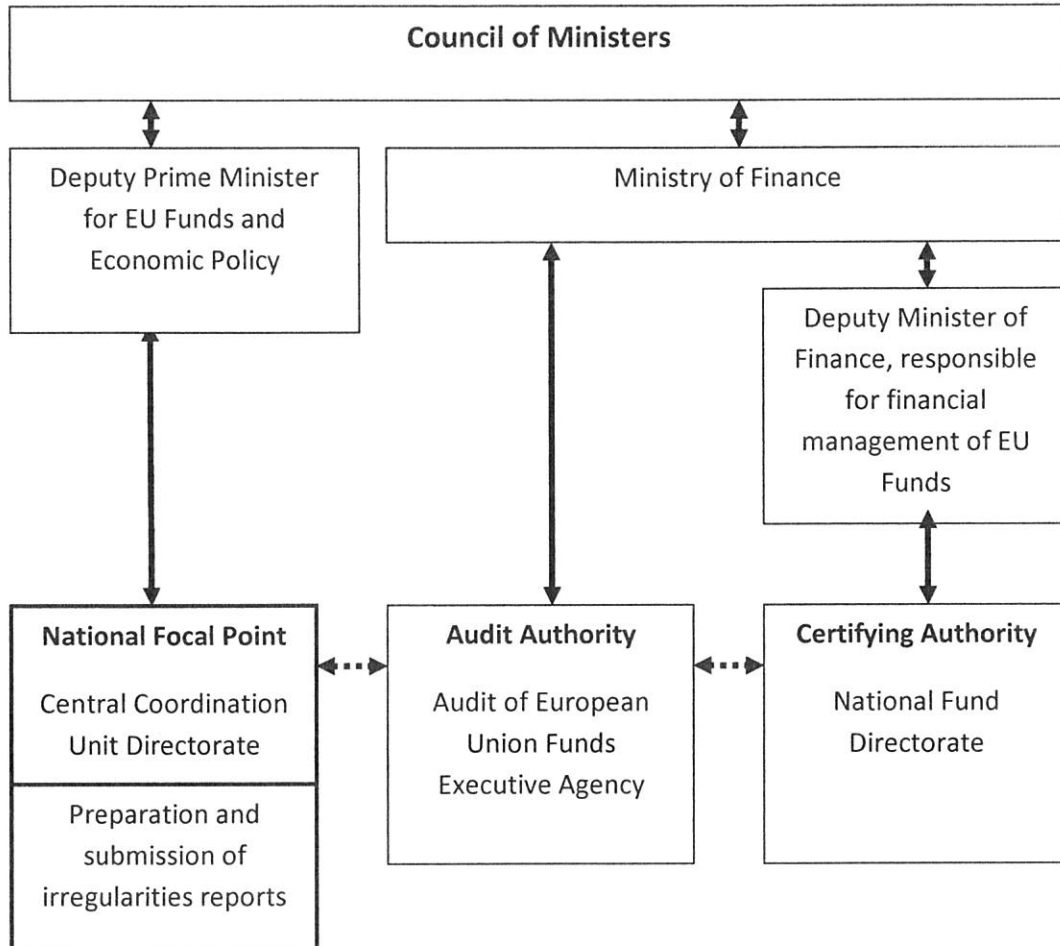 Council of Ministers
Deputy Prime Minister
for EU Funds and
Economic Policy
Ministry of Finance
Deputy Minister of
Finance, responsible
for financial
management of EU
Funds
National Focal Point
Central Coordination
Unit Directorate
Preparation and
submission of
irregularities reports
Audit Authority
Audit of European
Union Funds
Executive Agency
Certifying Authority
National Fund
Directorate